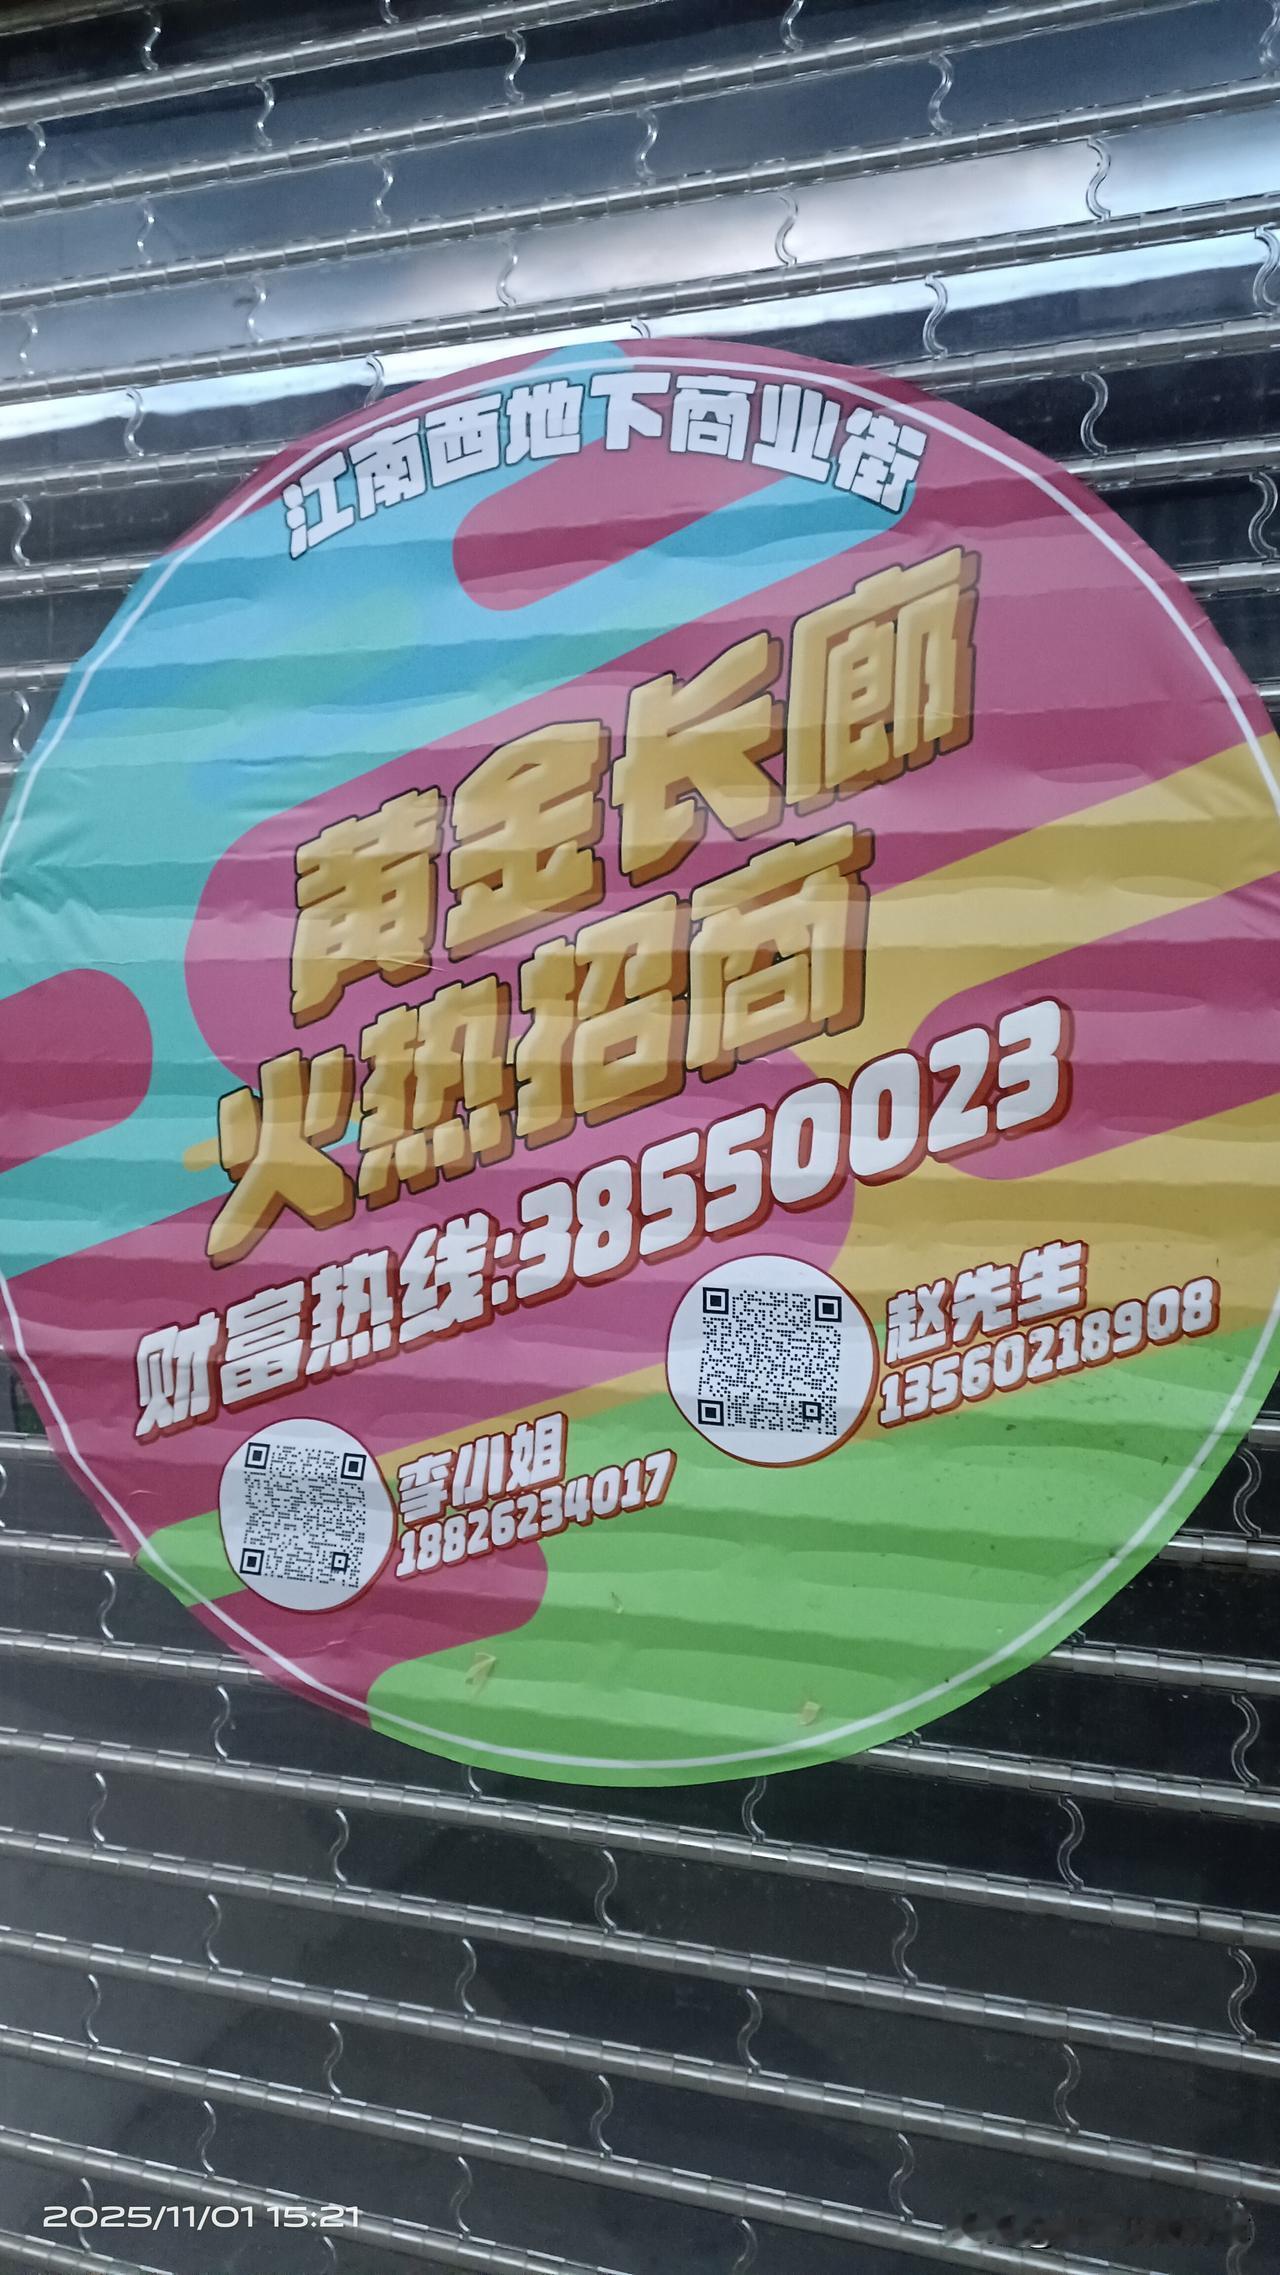 江南西地下商业街
黄金长廊
火热招商
财富热线:38550023
赵先生
13560218908
李小姐
18826234017
2025/11/01 15:21